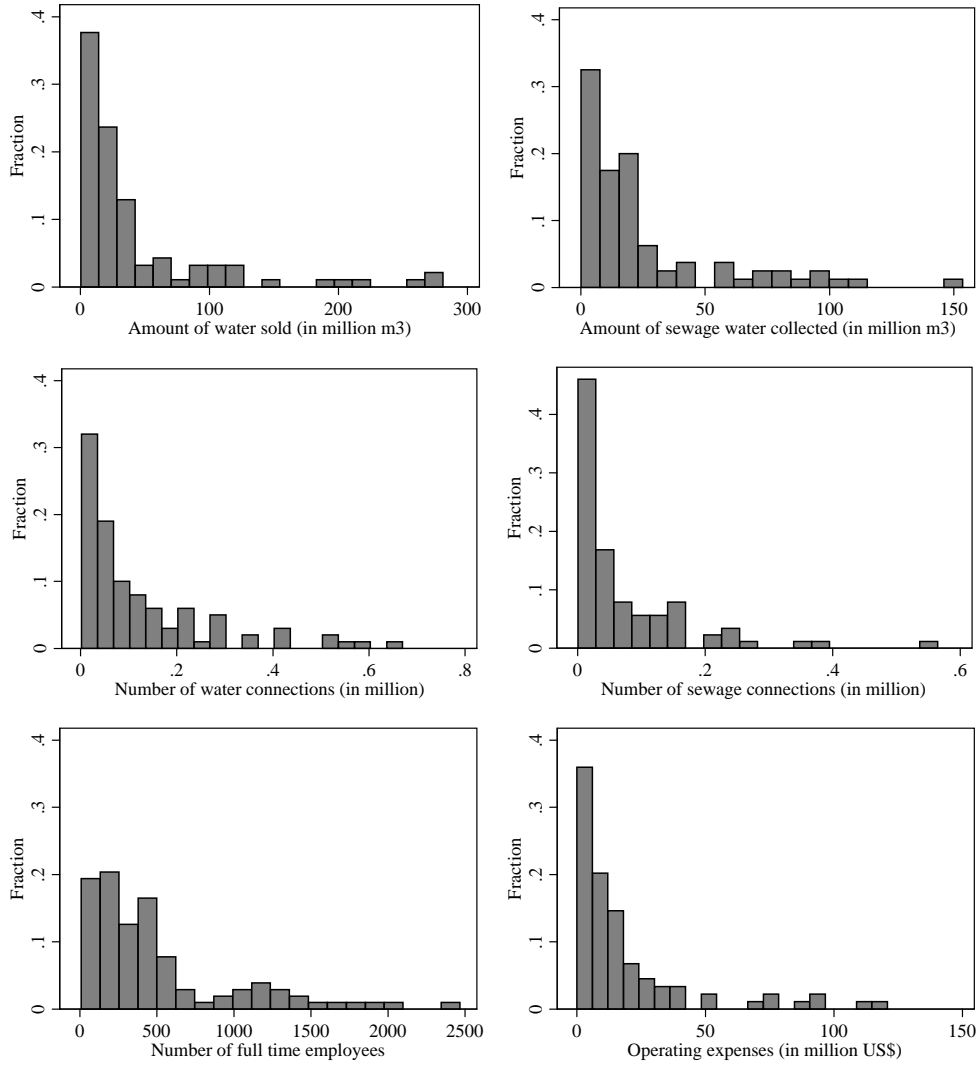 Fraction
.4
.3
.2
.1
0
0 100 200 300
Amount of water sold (in million m3)
Fraction
.4
.3
.2
.1
0
0 50 100 150
Amount of sewage water collected (in million m3)
Fraction
.4
.3
.2
.1
0
0 .2 .4 .6 .8
Number of water connections (in million)
Fraction
.4
.3
.2
.1
0
0 .2 .4 .6
Number of sewage connections (in million)
Fraction
.4
.3
.2
.1
0
0 500 1000 1500 2000 2500
Number of full time employees
Fraction
.4
.3
.2
.1
0
0 50 100 150
Operating expenses (in million US$)